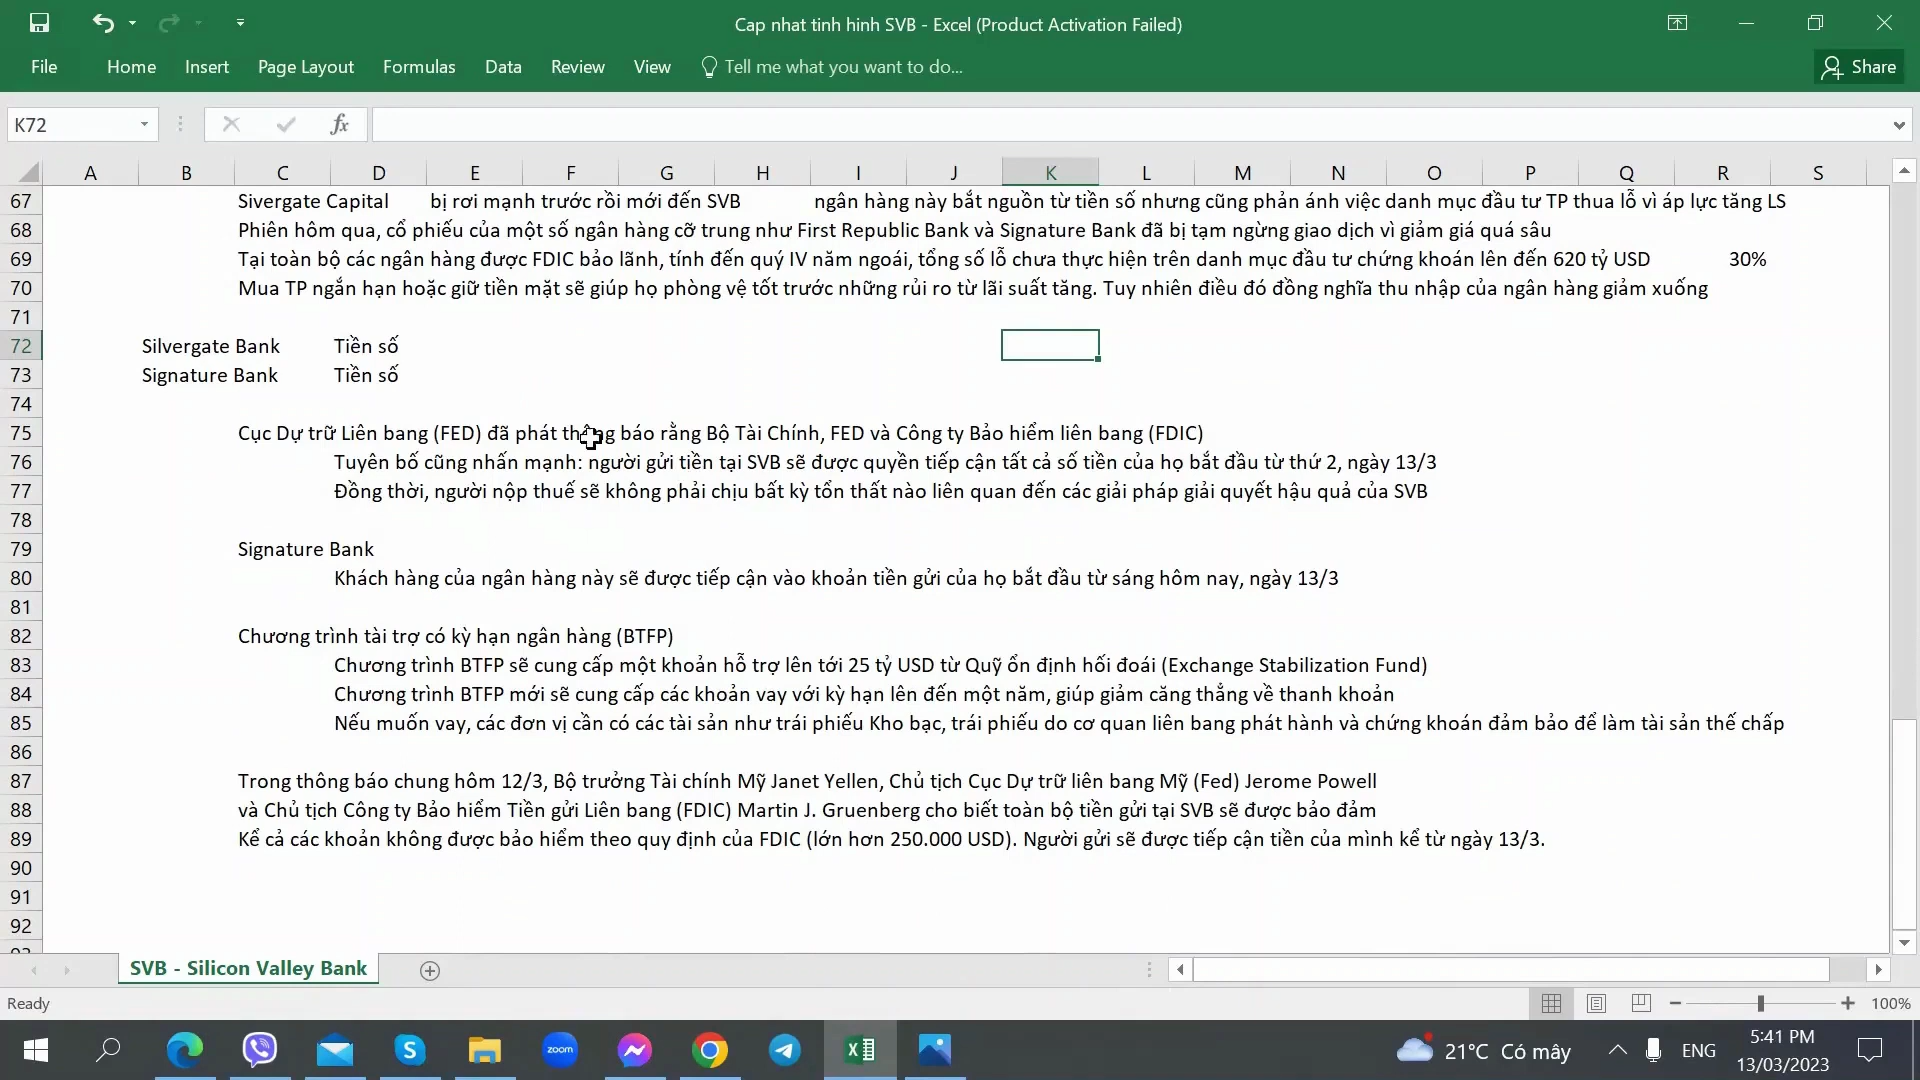 Cap nhat tinh hinh SVB - Excel (Product Activation Failed)
File Home Insert Page Layout Formulas Data Review View Tell me what you want to do... Share
K72 fx
A B C D E F G H I J K L M N O P Q R S
67 Sivergate Capital bị rơi mạnh trước rồi mới đến SVB ngân hàng này bắt nguồn từ tiền số nhưng cũng phản ánh việc danh mục đầu tư TP thua lỗ vì áp lực tăng LS
68 Phiên hôm qua, cổ phiếu của một số ngân hàng cỡ trung như First Republic Bank và Signature Bank đã bị tạm ngừng giao dịch vì giảm giá quá sâu
69 Tại toàn bộ các ngân hàng được FDIC bảo lãnh, tính đến quý IV năm ngoái, tổng số lỗ chưa thực hiện trên danh mục đầu tư chứng khoán lên đến 620 tỷ USD 30%
70 Mua TP ngắn hạn hoặc giữ tiền mặt sẽ giúp họ phòng vệ tốt trước những rủi ro từ lãi suất tăng. Tuy nhiên điều đó đồng nghĩa thu nhập của ngân hàng giảm xuống
71
72 Silvergate Bank Tiền số
73 Signature Bank Tiền số
74
75 Cục Dự trữ Liên bang (FED) đã phát thông báo rằng Bộ Tài Chính, FED và Công ty Bảo hiểm liên bang (FDIC)
76 Tuyên bố cũng nhấn mạnh: người gửi tiền tại SVB sẽ được quyền tiếp cận tất cả số tiền của họ bắt đầu từ thứ 2, ngày 13/3
77 Đồng thời, người nộp thuế sẽ không phải chịu bất kỳ tổn thất nào liên quan đến các giải pháp giải quyết hậu quả của SVB
78
79 Signature Bank
80 Khách hàng của ngân hàng này sẽ được tiếp cận vào khoản tiền gửi của họ bắt đầu từ sáng hôm nay, ngày 13/3
81
82 Chương trình tài trợ có kỳ hạn ngân hàng (BTFP)
83 Chương trình BTFP sẽ cung cấp một khoản hỗ trợ lên tới 25 tỷ USD từ Quỹ ổn định hối đoái (Exchange Stabilization Fund)
84 Chương trình BTFP mới sẽ cung cấp các khoản vay với kỳ hạn lên đến một năm, giúp giảm căng thẳng về thanh khoản
85 Nếu muốn vay, các đơn vị cần có các tài sản như trái phiếu Kho bạc, trái phiếu do cơ quan liên bang phát hành và chứng khoán đảm bảo để làm tài sản thế chấp
86
87 Trong thông báo chung hôm 12/3, Bộ trưởng Tài chính Mỹ Janet Yellen, Chủ tịch Cục Dự trữ liên bang Mỹ (Fed) Jerome Powell
88 và Chủ tịch Công ty Bảo hiểm Tiền gửi Liên bang (FDIC) Martin J. Gruenberg cho biết toàn bộ tiền gửi tại SVB sẽ được bảo đảm
89 Kể cả các khoản không được bảo hiểm theo quy định của FDIC (lớn hơn 250.000 USD). Người gửi sẽ được tiếp cận tiền của mình kể từ ngày 13/3.
90
91
92
SVB - Silicon Valley Bank
Ready 100%
zoom 21°C Có mây ENG 5:41 PM
13/03/2023